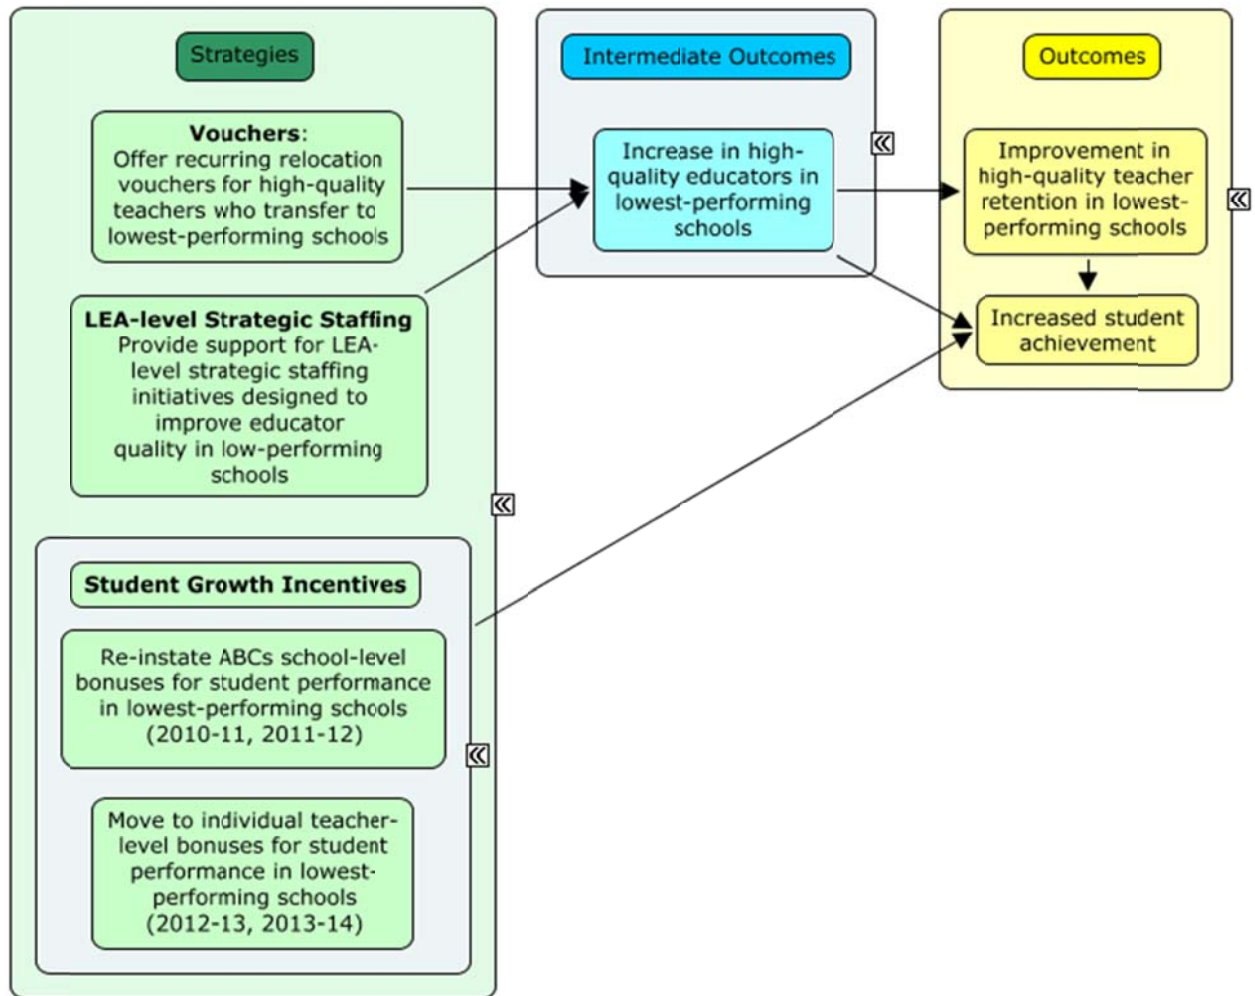 Strategies
Vouchers:
Offer recurring relocation
vouchers for high-quality
teachers who transfer to
lowest-performing schools
LEA-level Strategic Staffing
Provide support for LEA-
level strategic staffing
initiatives designed to
improve educator
quality in low-performing
schools
Student Growth Incentives
Re-instate ABCs school-level
bonuses for student performance
in lowest-performing schools
(2010-11, 2011-12)
Move to individual teacher-
level bonuses for student
performance in lowest-
performing schools
(2012-13, 2013-14)
Intermediate Outcomes
Increase in high-
quality educators in
lowest-performing
schools
Outcomes
Improvement in
high-quality teacher
retention in lowest-
performing schools
Increased student
achievement